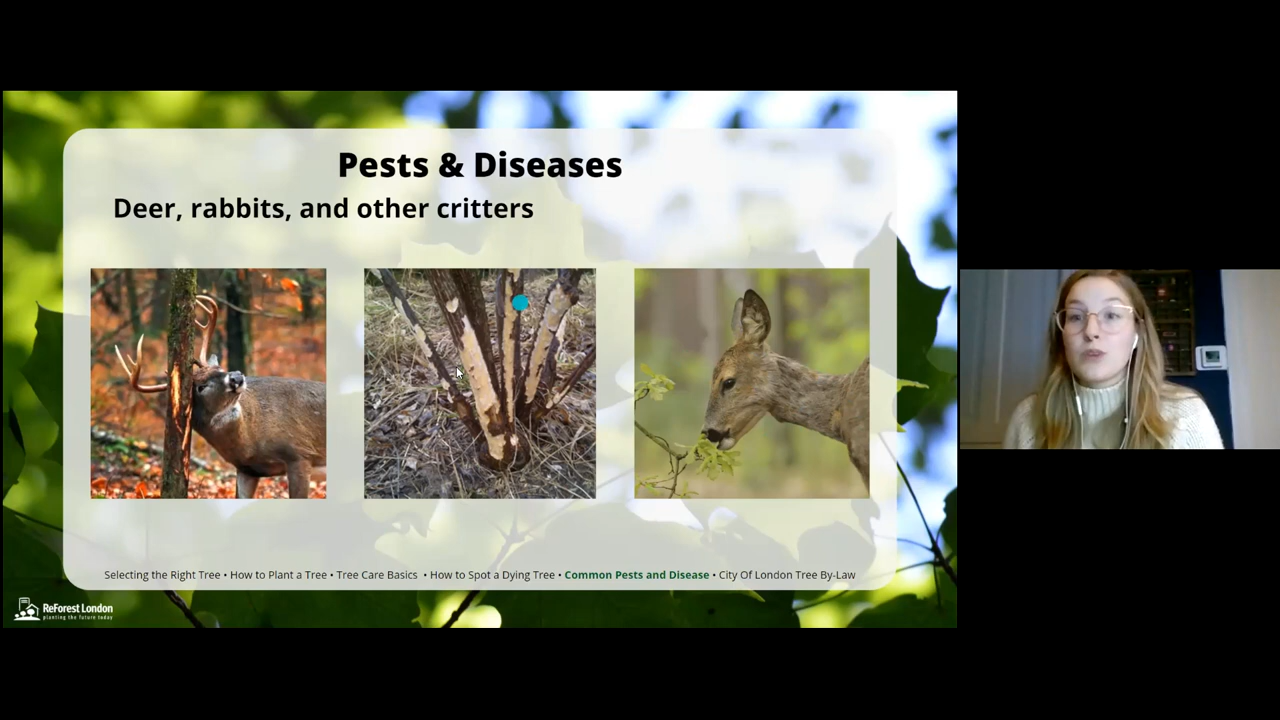 Pests & Diseases
Deer, rabbits, and other critters
Selecting the Right Tree • How to Plant a Tree • Tree Care Basics • How to Spot a Dying Tree • Common Pests and Disease • City Of London Tree By-Law
ReForest London
planting the future today